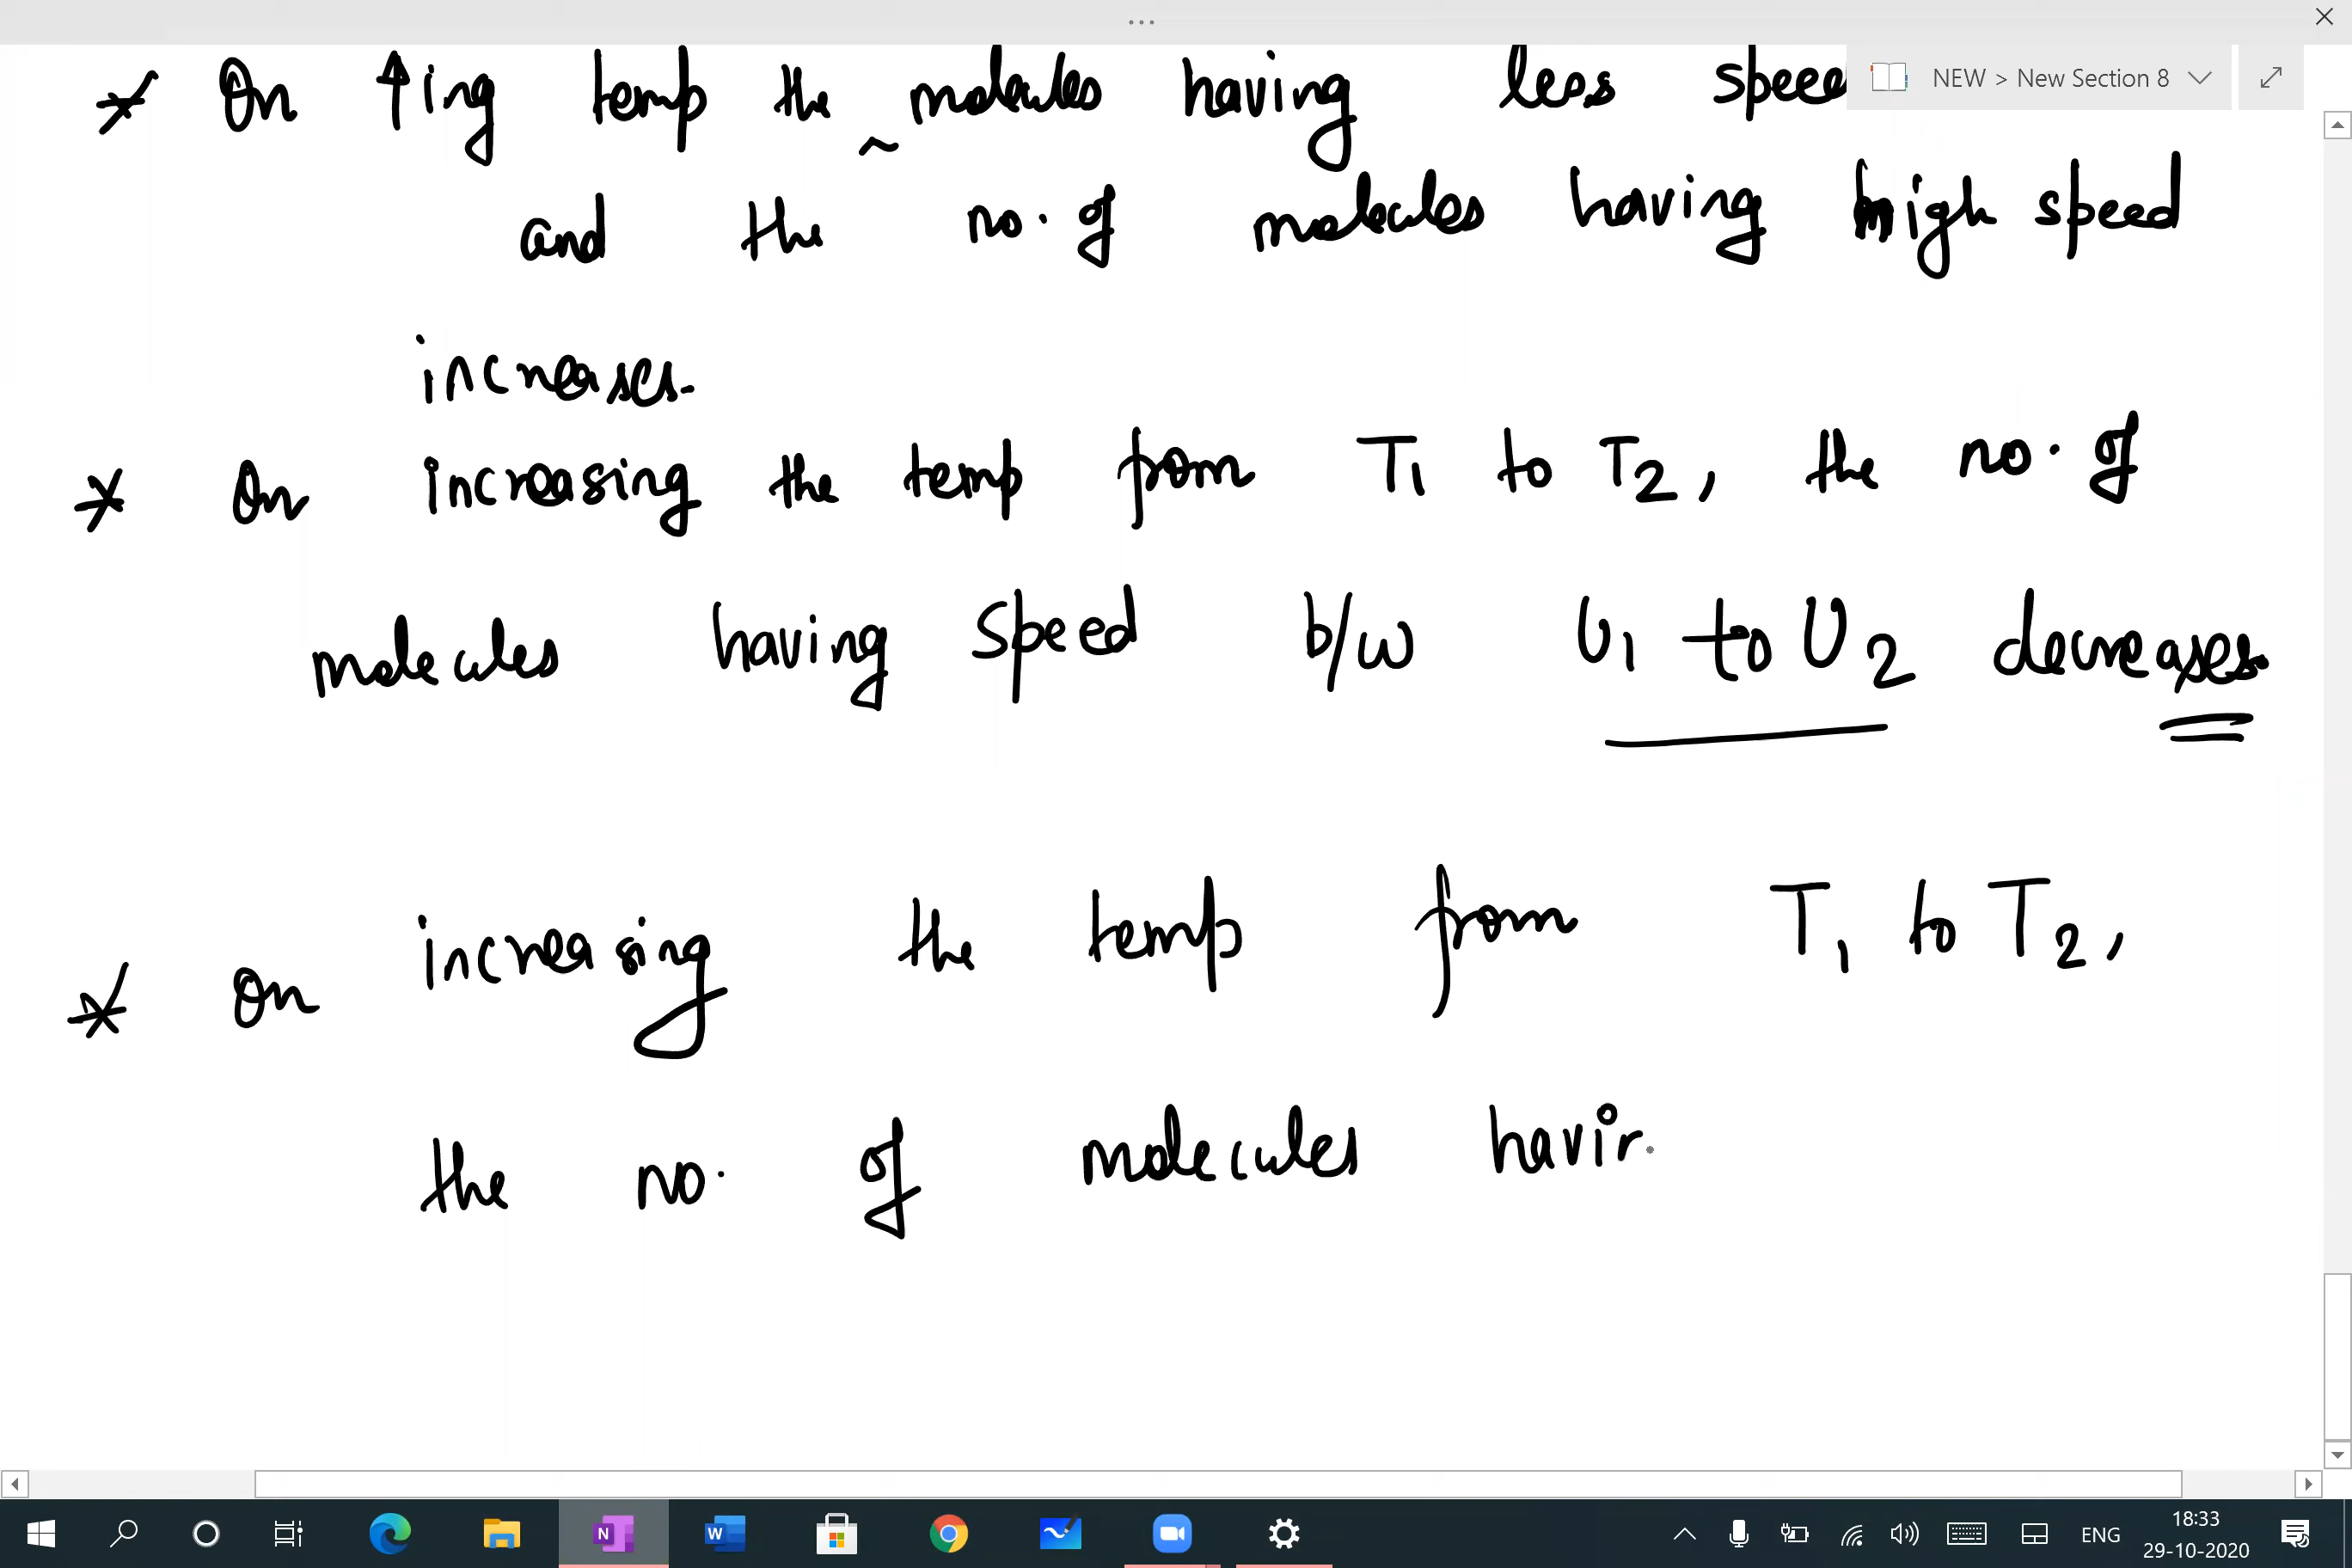 ...
NEW > New Section 8
* On ↑ing temp the molecules having less speed
and the no. of molecules having high speed
increases.
* On increasing the temp from T1 to T2, the no. of
molecules having speed b/w U1 to U2 decreases.
* On increasing the temp from T1 to T2,
the no. of molecules havin
ENG
18:33
29-10-2020